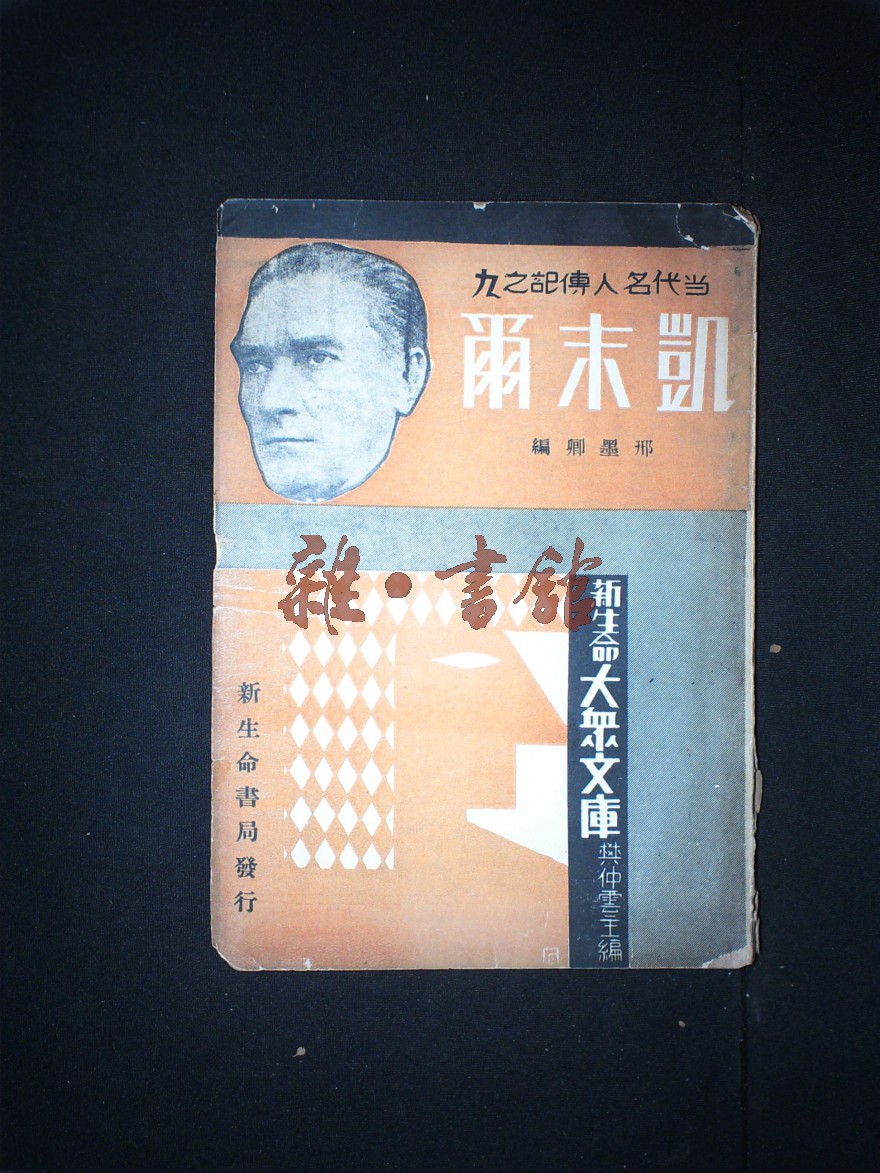 当代名人傳記之九
凱末爾
邢墨卿編
雜·書館
新生命大眾文庫
樊仲雲主編
新生命書局發行